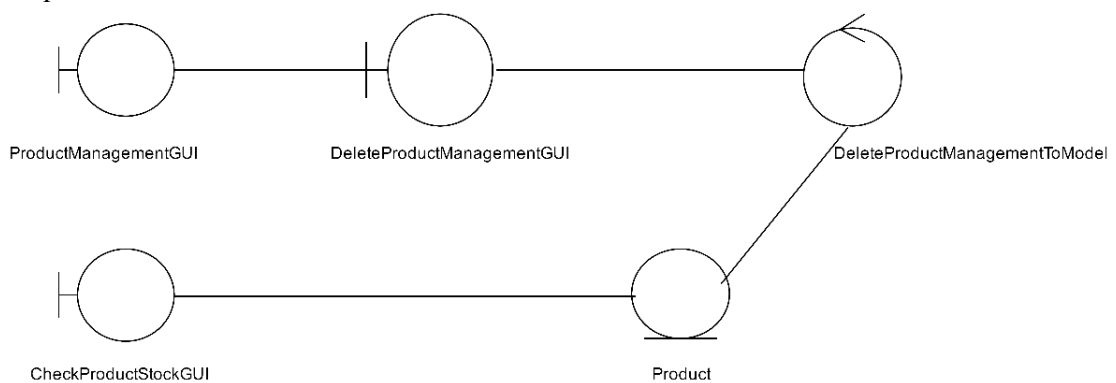 ProductManagementGUI
DeleteProductManagementGUI
DeleteProductManagementToModel
CheckProductStockGUI
Product